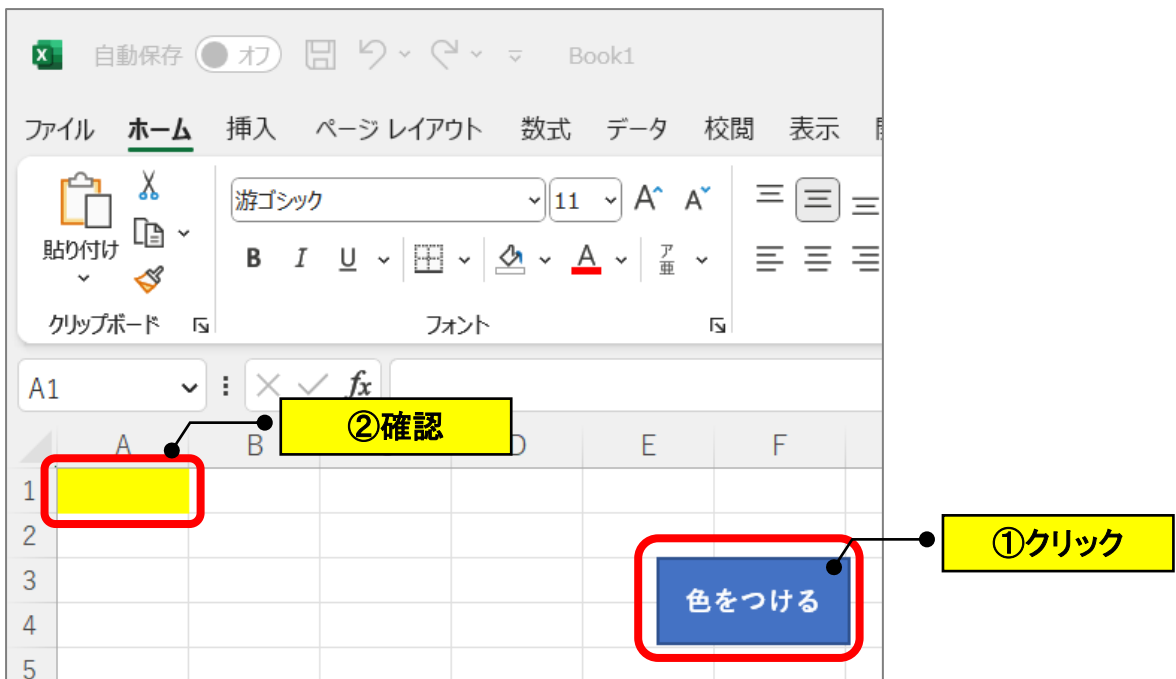 自動保存 オフ Book1
ファイル ホーム 挿入 ページ レイアウト 数式 データ 校閲 表示
游ゴシック 11 A A
貼り付け
B I U A ア亜
クリップボード フォント
A1 fx
②確認
A B D E F
1
2
①クリック
3
色をつける
4
5